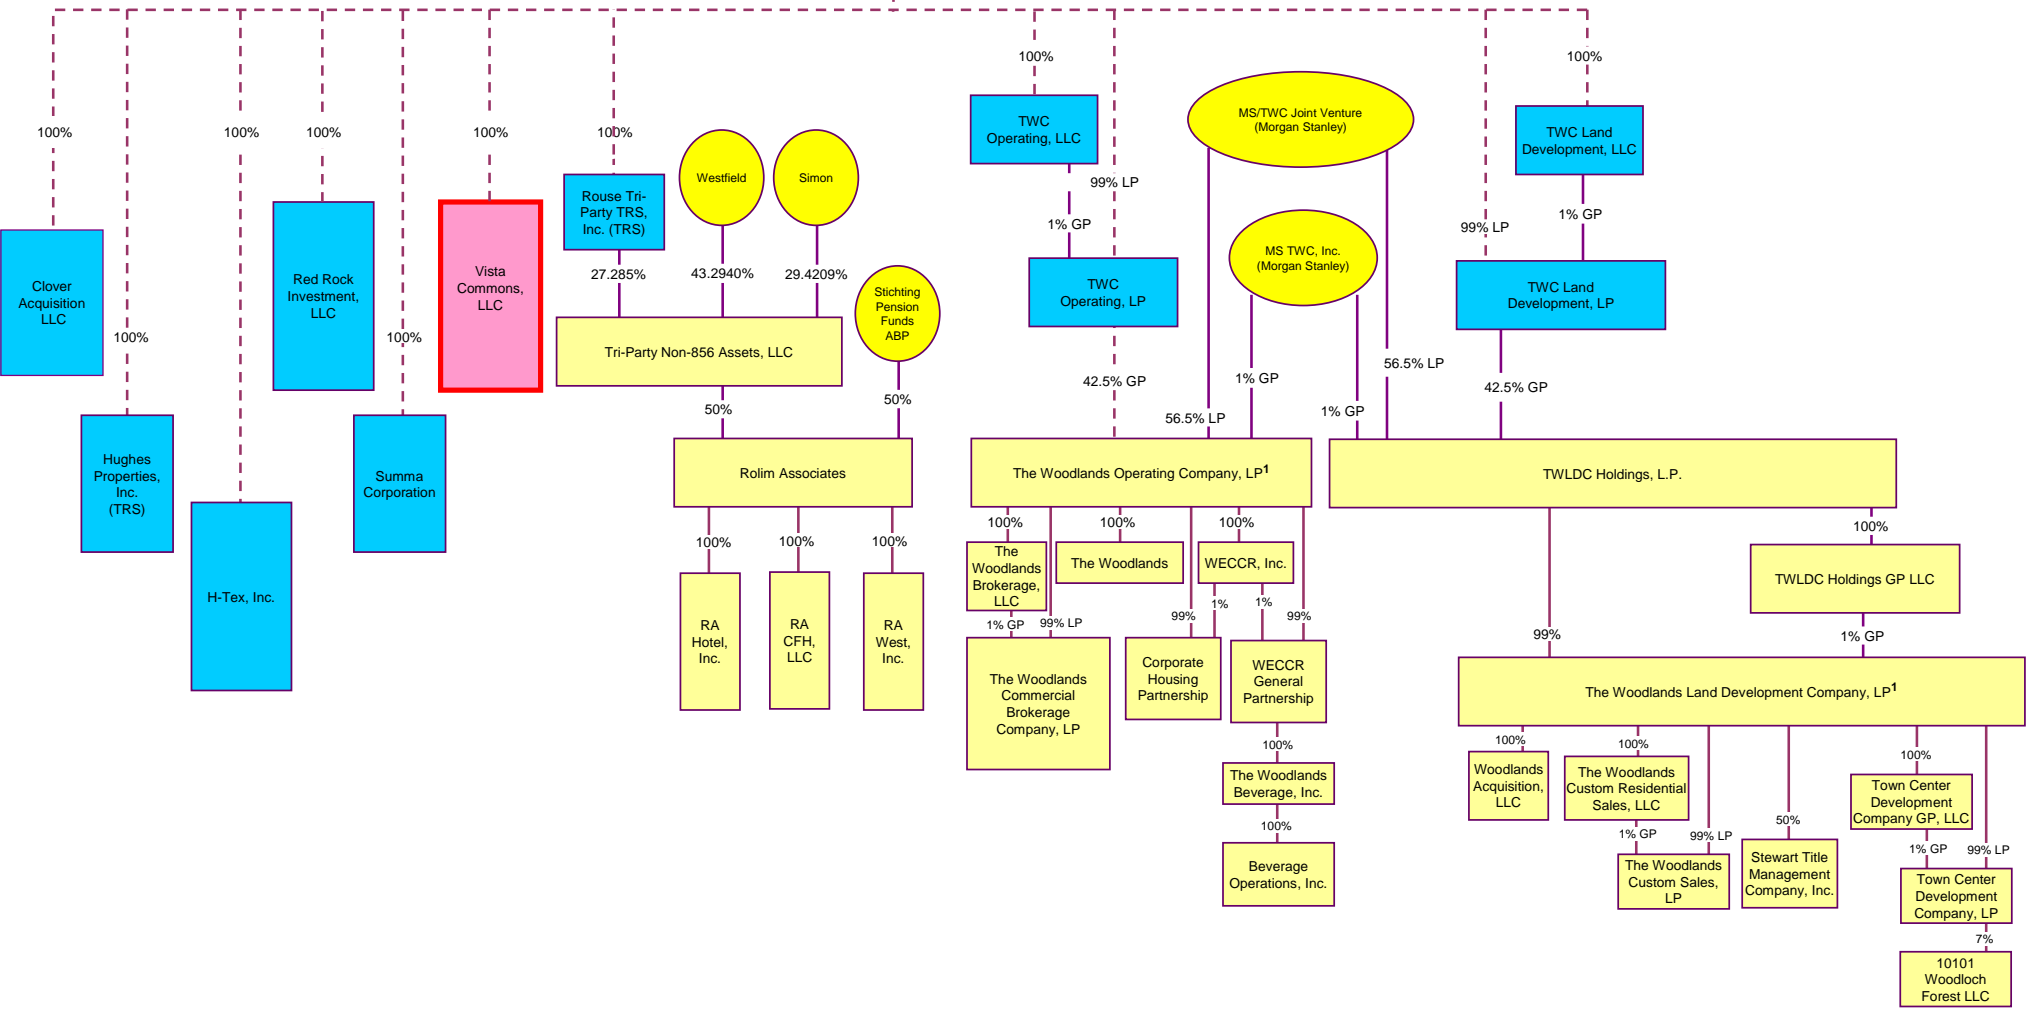 100%
100%
100%
100%
100%
100%
100%
100%
100%
100%
MS/TWC Joint Venture
(Morgan Stanley)
TWC
Operating, LLC
TWC Land
Development, LLC
Westfield
Simon
Rouse Tri-
Party TRS,
Inc. (TRS)
99% LP
1% GP
99% LP
1% GP
Clover
Acquisition
LLC
Red Rock
Investment,
LLC
Vista
Commons,
LLC
27.285%
43.2940%
29.4209%
MS TWC, Inc.
(Morgan Stanley)
Stichting
Pension
Funds
ABP
TWC
Operating, LP
TWC Land
Development, LP
Tri-Party Non-856 Assets, LLC
42.5% GP
1% GP
56.5% LP
42.5% GP
50%
50%
56.5% LP
1% GP
Hughes
Properties,
Inc.
(TRS)
Summa
Corporation
Rolim Associates
The Woodlands Operating Company, LP1
TWLDC Holdings, L.P.
H-Tex, Inc.
100%
100%
100%
100%
100%
100%
100%
The
Woodlands
Brokerage,
LLC
The Woodlands
WECCR, Inc.
TWLDC Holdings GP LLC
RA
Hotel,
Inc.
RA
CFH,
LLC
RA
West,
Inc.
1% GP
99% LP
99%
1%
1%
99%
99%
1% GP
The Woodlands
Commercial
Brokerage
Company, LP
Corporate
Housing
Partnership
WECCR
General
Partnership
The Woodlands Land Development Company, LP1
100%
The Woodlands
Beverage, Inc.
100%
Beverage
Operations, Inc.
100%
100%
50%
100%
Woodlands
Acquisition,
LLC
The Woodlands
Custom Residential
Sales, LLC
Town Center
Development
Company GP, LLC
1% GP
99% LP
1% GP
99% LP
The Woodlands
Custom Sales,
LP
Stewart Title
Management
Company, Inc.
Town Center
Development
Company, LP
7%
10101
Woodloch
Forest LLC